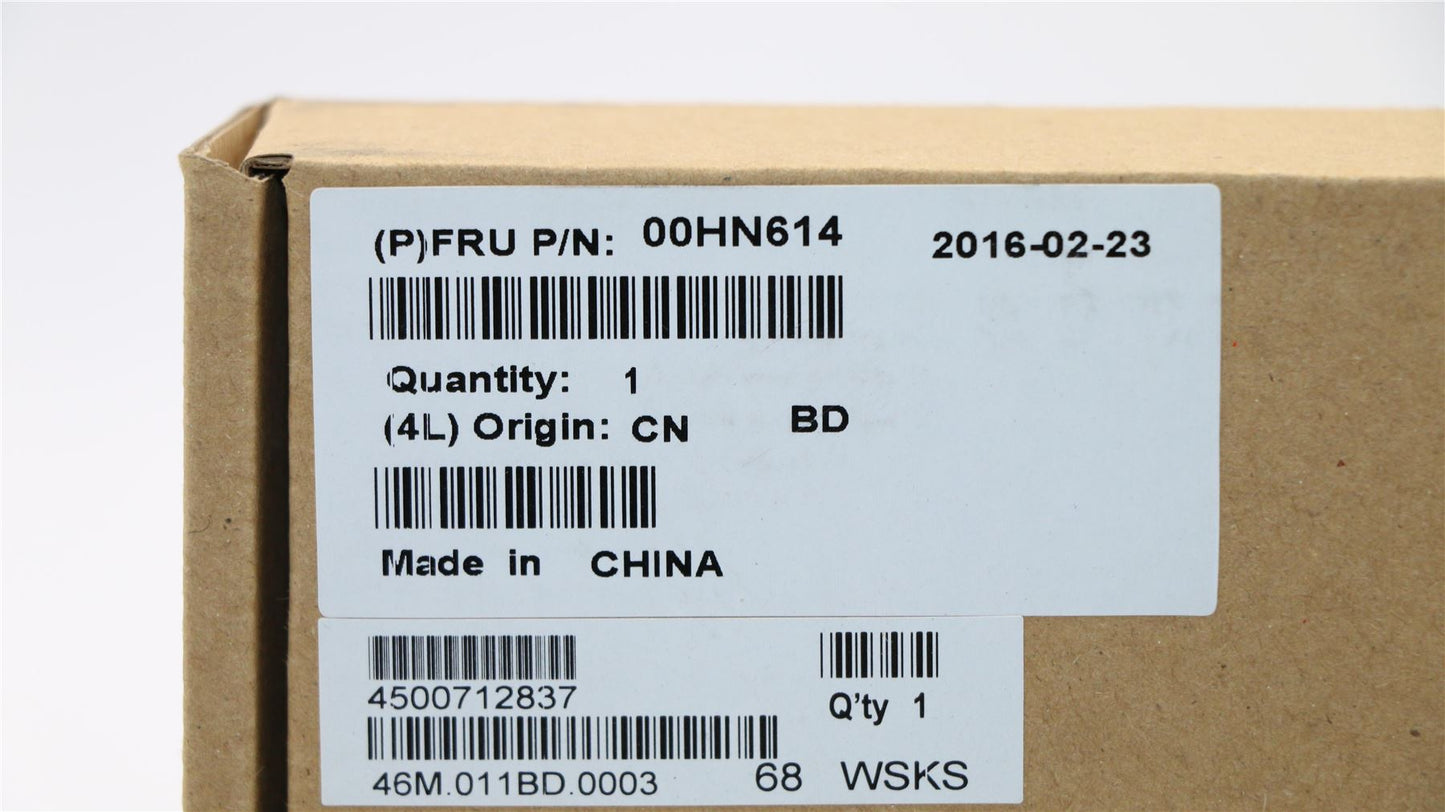 (P)FRU P/N: 00HN614 2016-02-23
Quantity: 1
(4L) Origin: CN BD
Made in CHINA
4500712837
Q'ty 1
46M.011BD.0003 68 WSKS